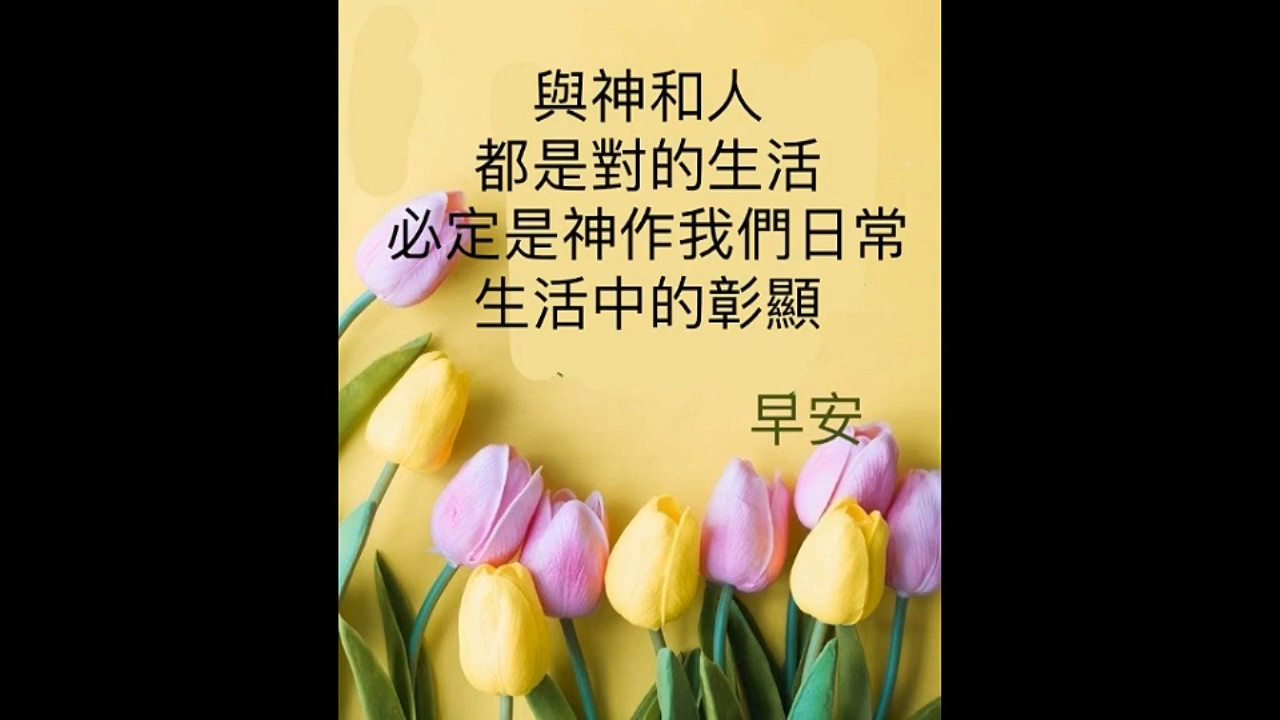 與神和人
都是對的生活
必定是神作我們日常
生活中的彰顯
早安